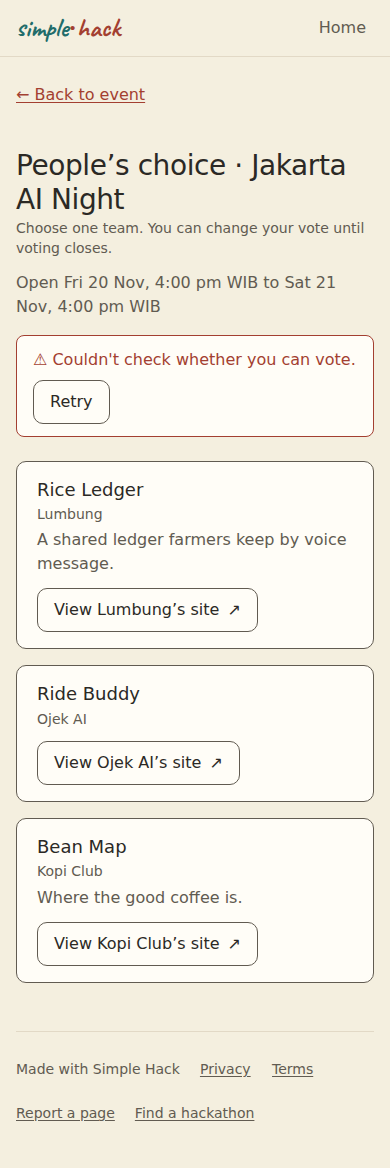 simple•hack
Home
← Back to event
People’s choice · Jakarta
AI Night
Choose one team. You can change your vote until
voting closes.
Open Fri 20 Nov, 4:00 pm WIB to Sat 21
Nov, 4:00 pm WIB
⚠ Couldn't check whether you can vote.
Retry
Rice Ledger
Lumbung
A shared ledger farmers keep by voice
message.
View Lumbung’s site ↗
Ride Buddy
Ojek AI
View Ojek AI’s site ↗
Bean Map
Kopi Club
Where the good coffee is.
View Kopi Club’s site ↗
Made with Simple Hack Privacy Terms
Report a page Find a hackathon